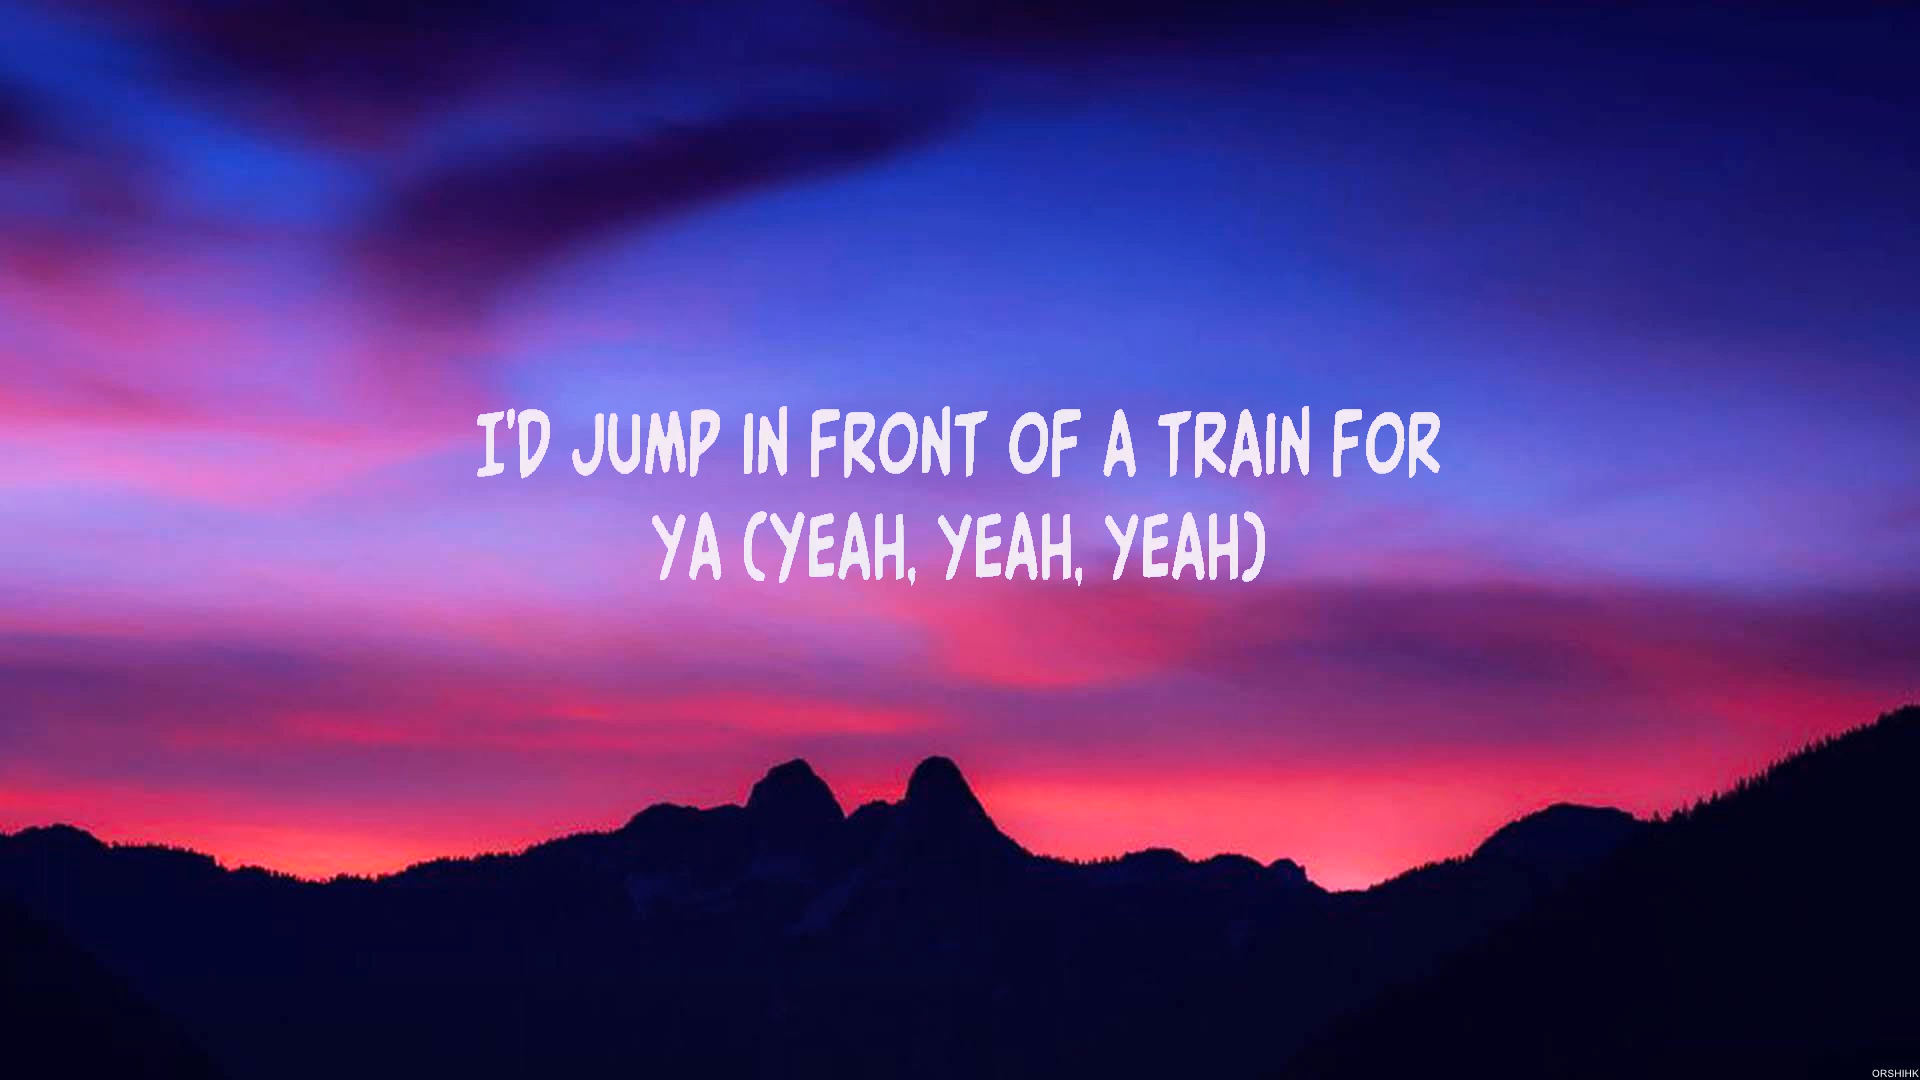 I'D JUMP IN FRONT OF A TRAIN FOR
YA (YEAH, YEAH, YEAH)
ORSHIHK